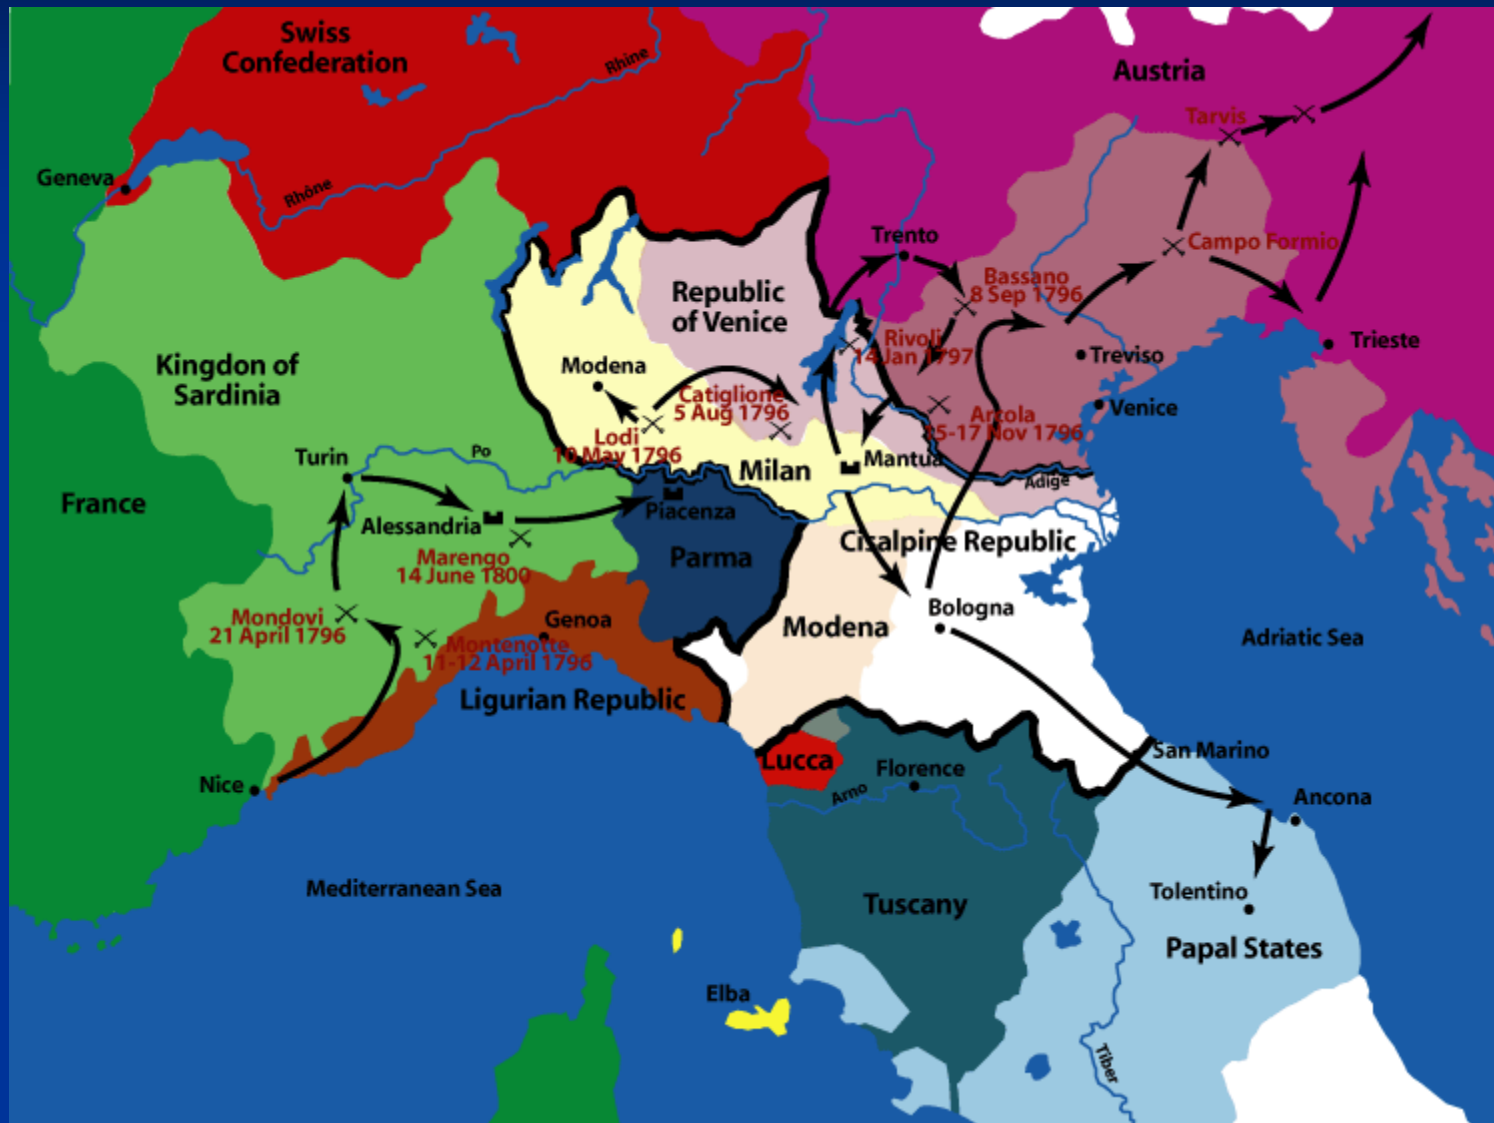 Swiss
Confederation
Rhine
Austria
Tarvis
Geneva
Rhône
Trento
Campo Formio
Bassano
8 Sep 1796
Republic
of Venice
Rivoli
14 Jan 1797
Trieste
Kingdon of
Sardinia
Modena
Treviso
Catiglione
5 Aug 1796
Venice
Arcola
15-17 Nov 1796
Lodi
10 May 1796
Turin
Po
Milan
Mantua
Adige
France
Alessandria
Piacenza
Marengo
14 June 1800
Parma
Cisalpine Republic
Mondovi
21 April 1796
Genoa
Bologna
Modena
Montenotte
11-12 April 1796
Adriatic Sea
Ligurian Republic
San Marino
Nice
Lucca
Florence
Arno
Ancona
Mediterranean Sea
Tuscany
Tolentino
Papal States
Elba
Tiber